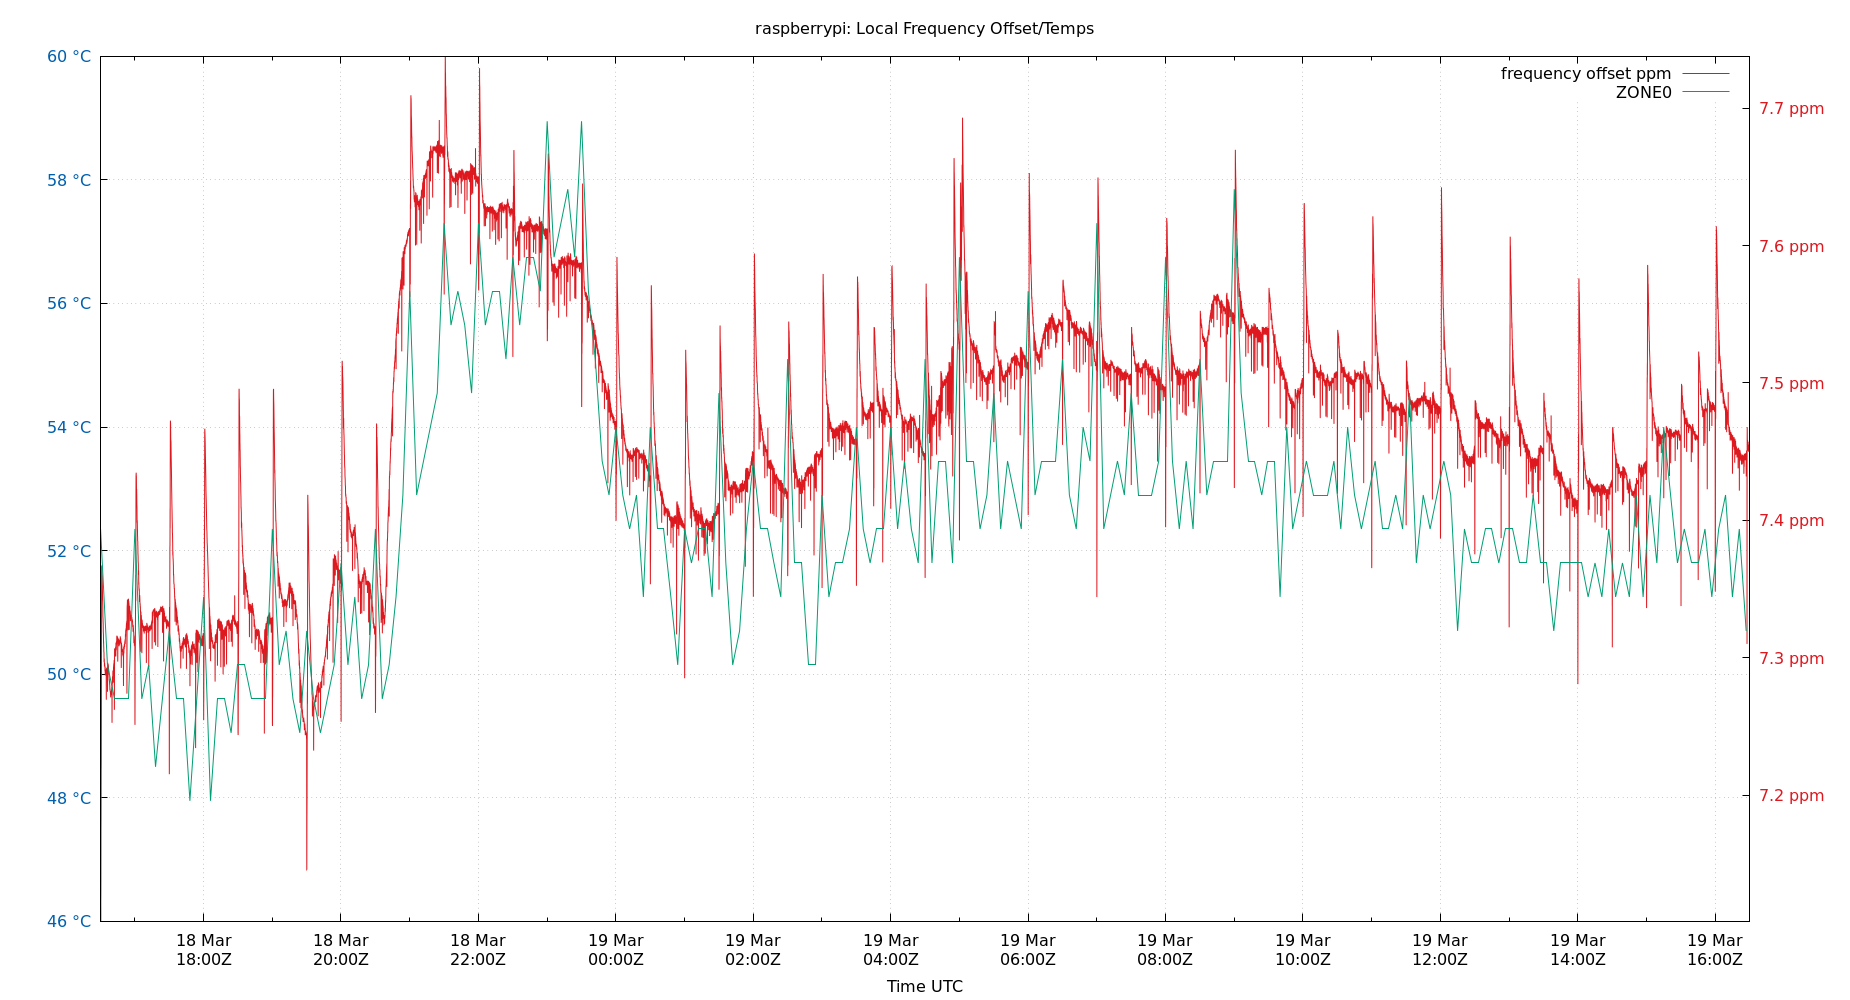 raspberrypi: Local Frequency Offset/Temps
frequency offset ppm
ZONE0
60 °C
58 °C
56 °C
54 °C
52 °C
50 °C
48 °C
46 °C
7.7 ppm
7.6 ppm
7.5 ppm
7.4 ppm
7.3 ppm
7.2 ppm
18 Mar 18 Mar 18 Mar 19 Mar 19 Mar 19 Mar 19 Mar 19 Mar 19 Mar 19 Mar 19 Mar 19 Mar
18:00Z 20:00Z 22:00Z 00:00Z 02:00Z 04:00Z 06:00Z 08:00Z 10:00Z 12:00Z 14:00Z 16:00Z
Time UTC